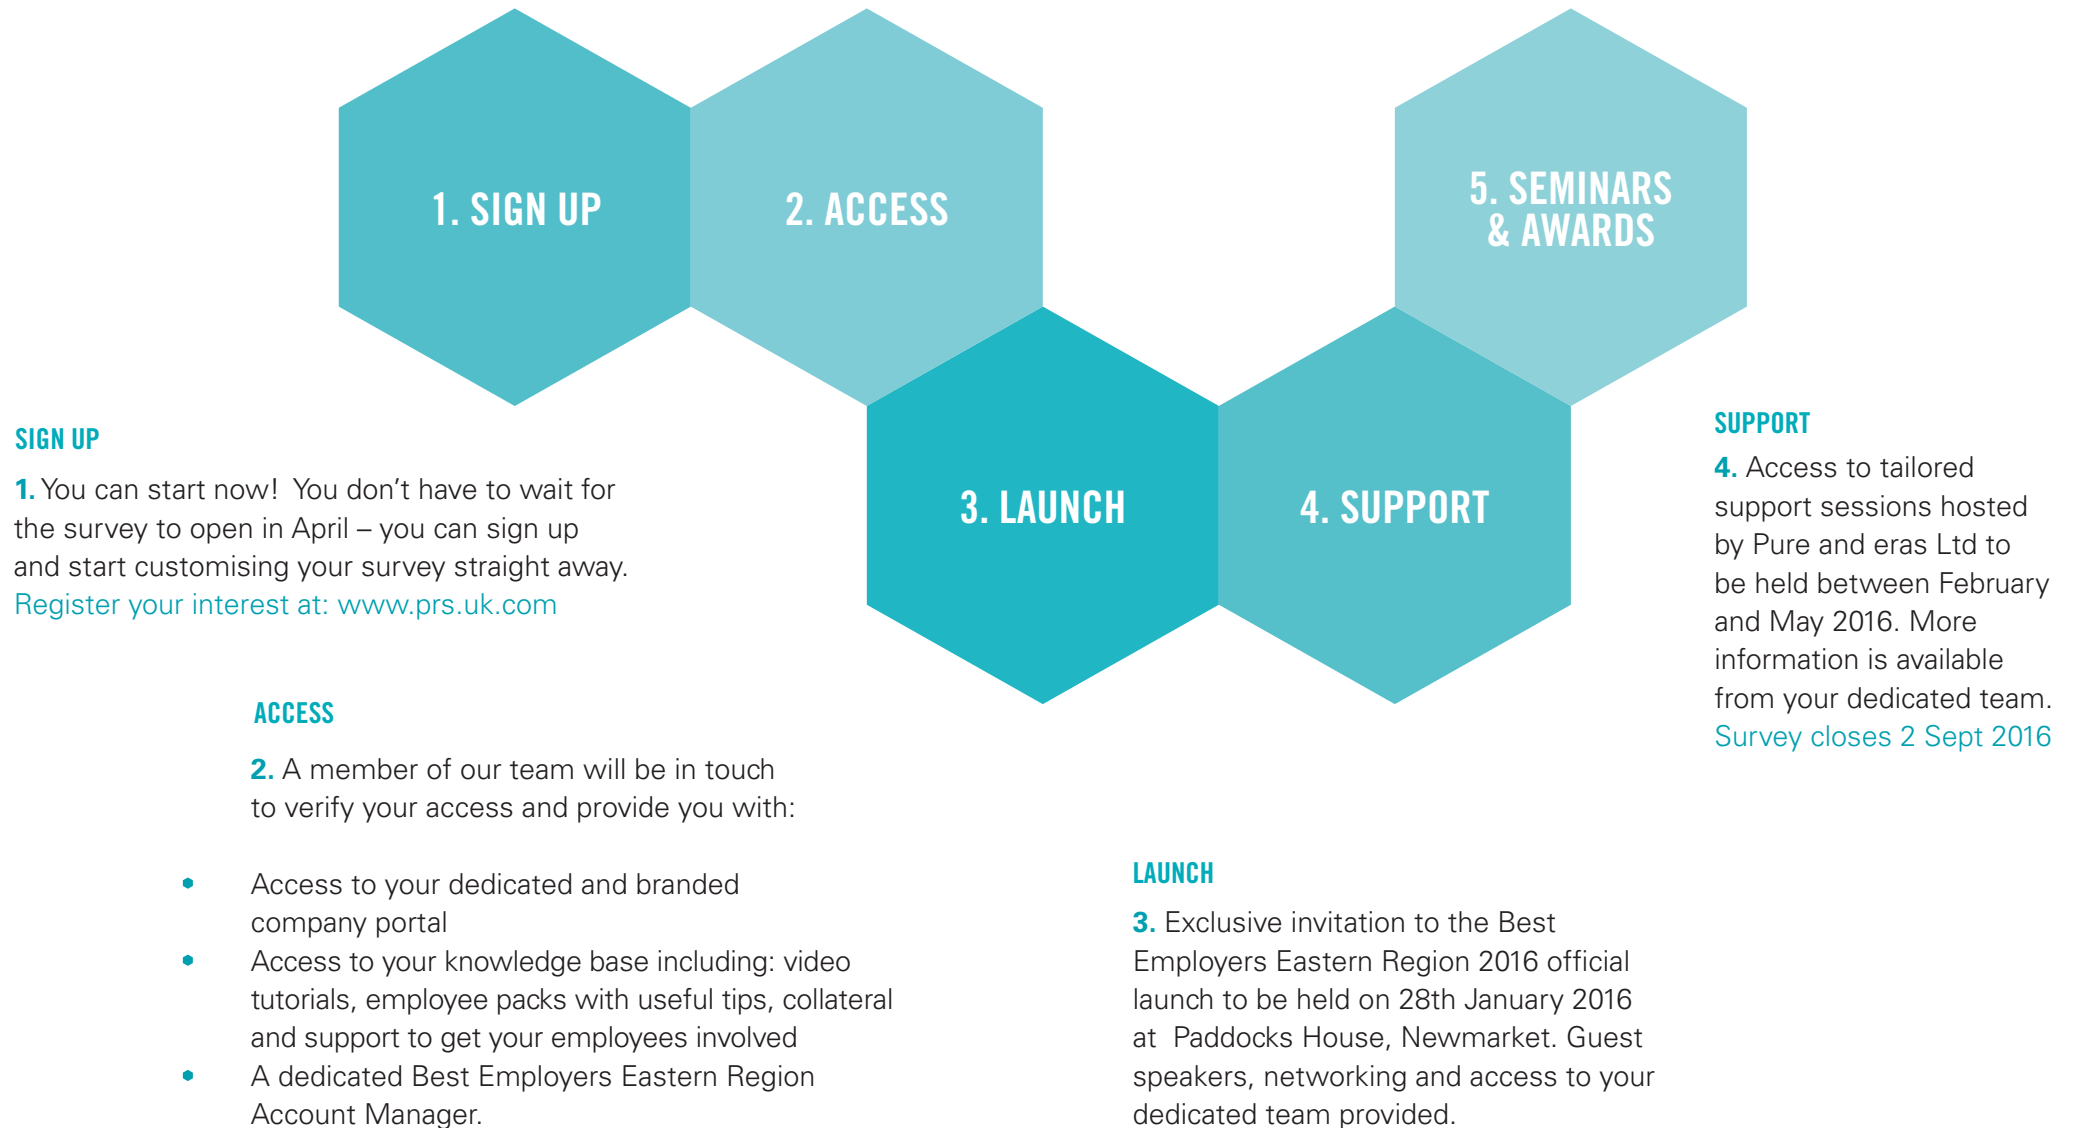 1. SIGN UP
2. ACCESS
5. SEMINARS
& AWARDS
3. LAUNCH
4. SUPPORT
SIGN UP
1. You can start now!  You don’t have to wait for
the survey to open in April – you can sign up
and start customising your survey straight away.
Register your interest at: www.prs.uk.com
ACCESS
2. A member of our team will be in touch
to verify your access and provide you with:
• Access to your dedicated and branded
company portal
• Access to your knowledge base including: video
tutorials, employee packs with useful tips, collateral
and support to get your employees involved
• A dedicated Best Employers Eastern Region
Account Manager.
LAUNCH
3. Exclusive invitation to the Best
Employers Eastern Region 2016 official
launch to be held on 28th January 2016
at  Paddocks House, Newmarket. Guest
speakers, networking and access to your
dedicated team provided.
SUPPORT
4. Access to tailored
support sessions hosted
by Pure and eras Ltd to
be held between February
and May 2016. More
information is available
from your dedicated team.
Survey closes 2 Sept 2016